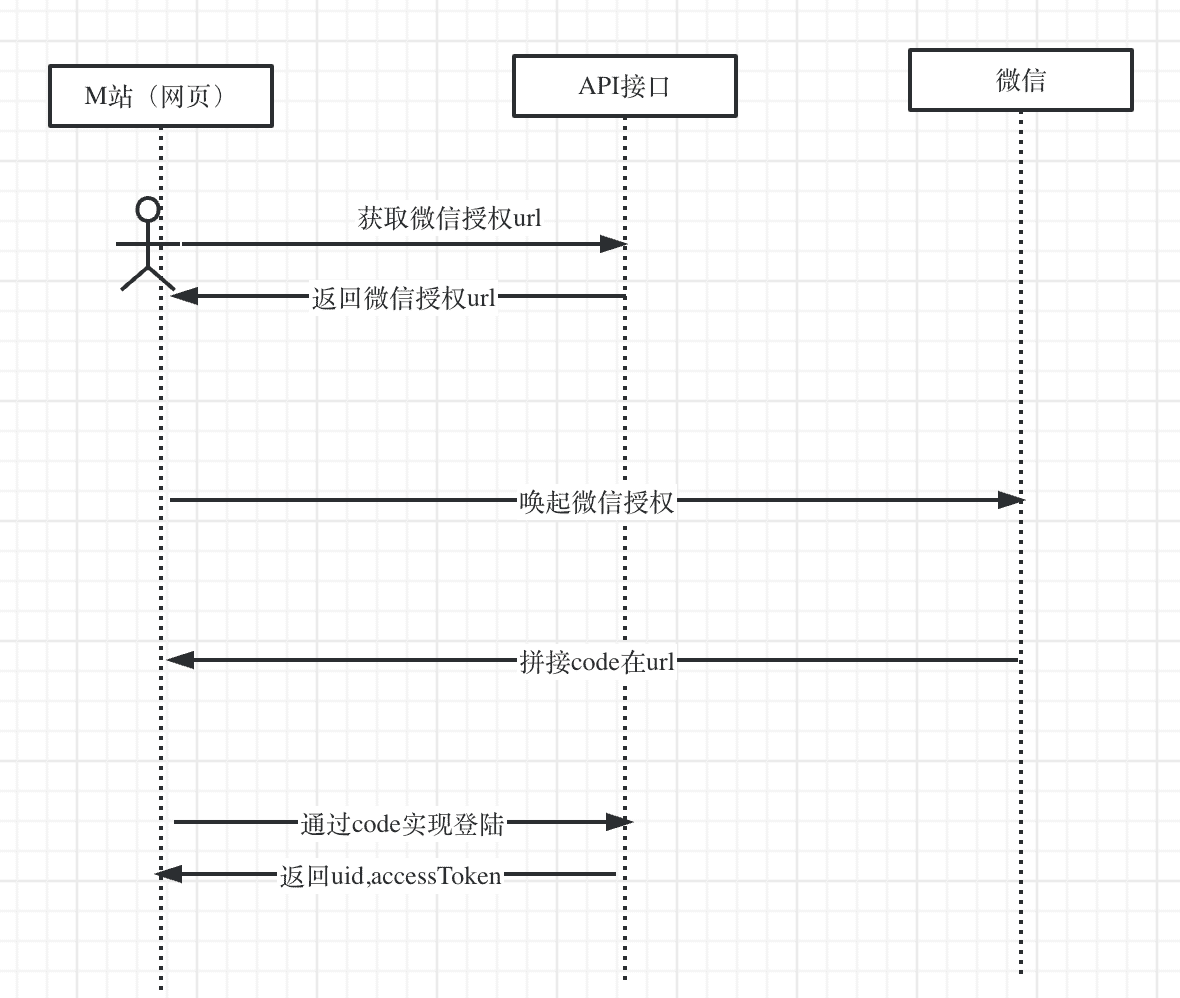 M站（网页）
API接口
微信
获取微信授权url
返回微信授权url
唤起微信授权
拼接code在url
通过code实现登陆
返回uid,accessToken